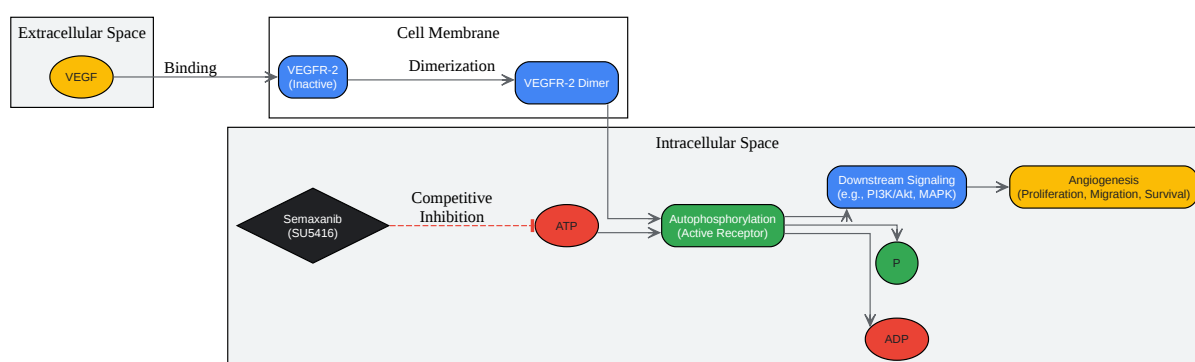 Extracellular Space
VEGF
Binding
Cell Membrane
VEGFR-2
(Inactive)
Dimerization
VEGFR-2 Dimer
Intracellular Space
Semaxanib
(SU5416)
Competitive
Inhibition
ATP
Autophosphorylation
(Active Receptor)
Downstream Signaling
(e.g., PI3K/Akt, MAPK)
Angiogenesis
(Proliferation, Migration, Survival)
P
ADP